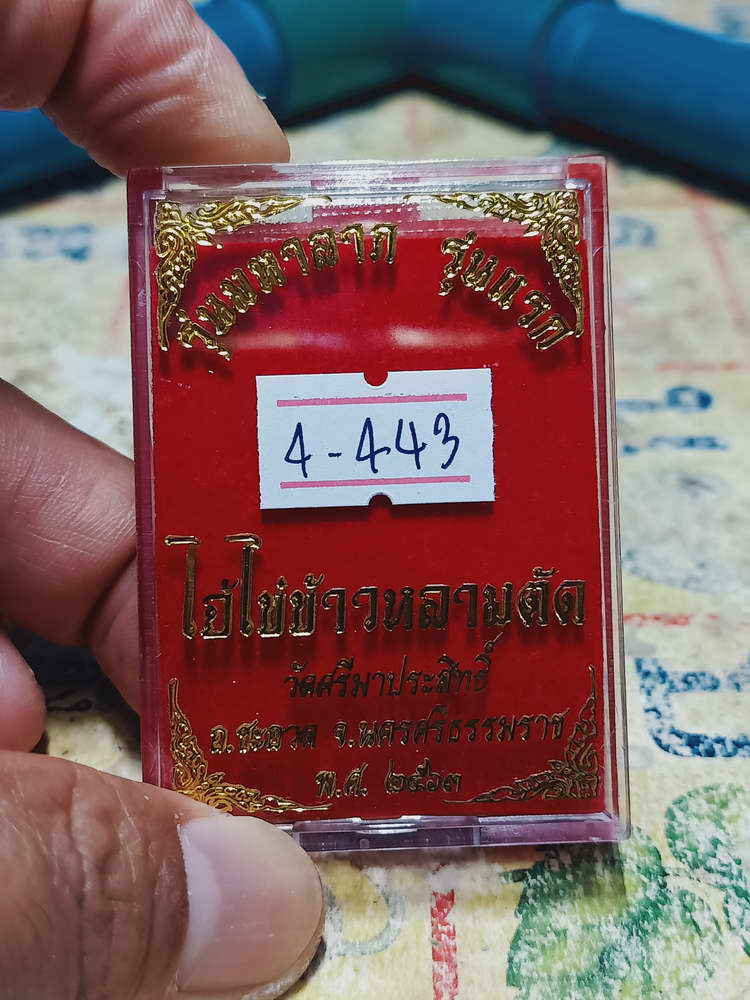 รุ่นมหาลาภ รุ่นแรก
4-443
ไอ้ไข่ข้าวหลามตัด
วัดศรีมาประสิทธิ์
อ.ชะอวด จ.นครศรีธรรมราช
พ.ศ. ๒๕๖๓